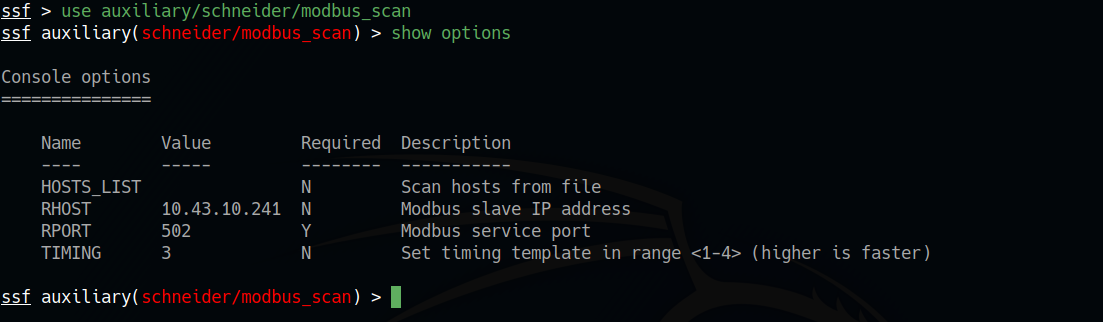 ssf > use auxiliary/schneider/modbus_scan
ssf auxiliary(schneider/modbus_scan) > show options
Console options
===============
Name Value Required Description
---- ----- -------- -----------
HOSTS_LIST N Scan hosts from file
RHOST 10.43.10.241 N Modbus slave IP address
RPORT 502 Y Modbus service port
TIMING 3 N Set timing template in range <1-4> (higher is faster)
ssf auxiliary(schneider/modbus_scan) >